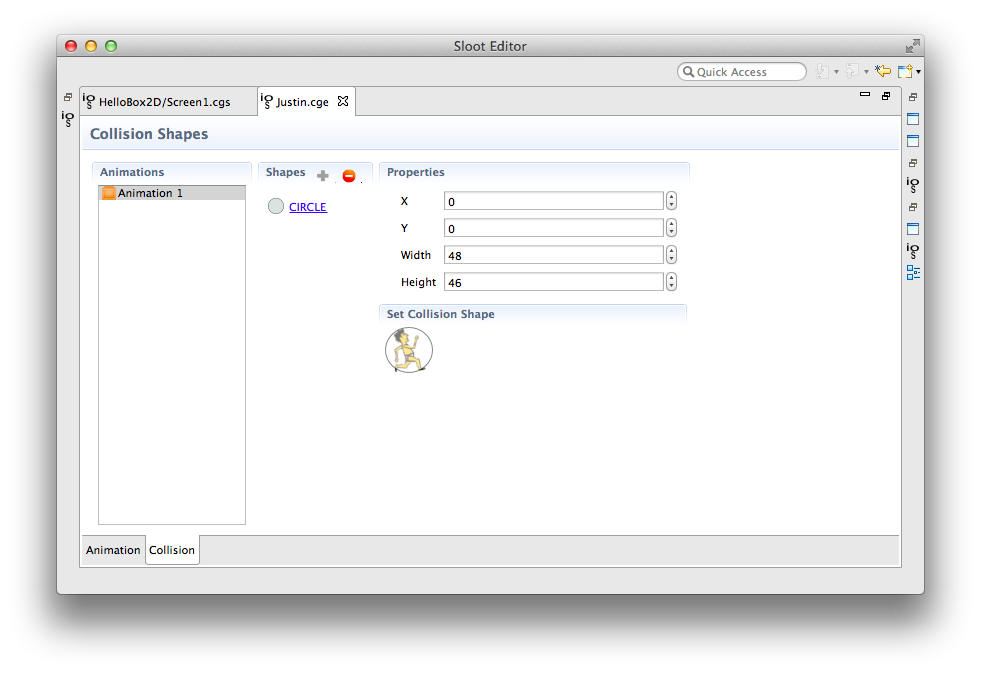 Sloot Editor
Quick Access
HelloBox2D/Screen1.cgs
Justin.cge
Collision Shapes
Animations
Animation 1
Shapes
CIRCLE
Properties
X 0
Y 0
Width 48
Height 46
Set Collision Shape
Animation Collision